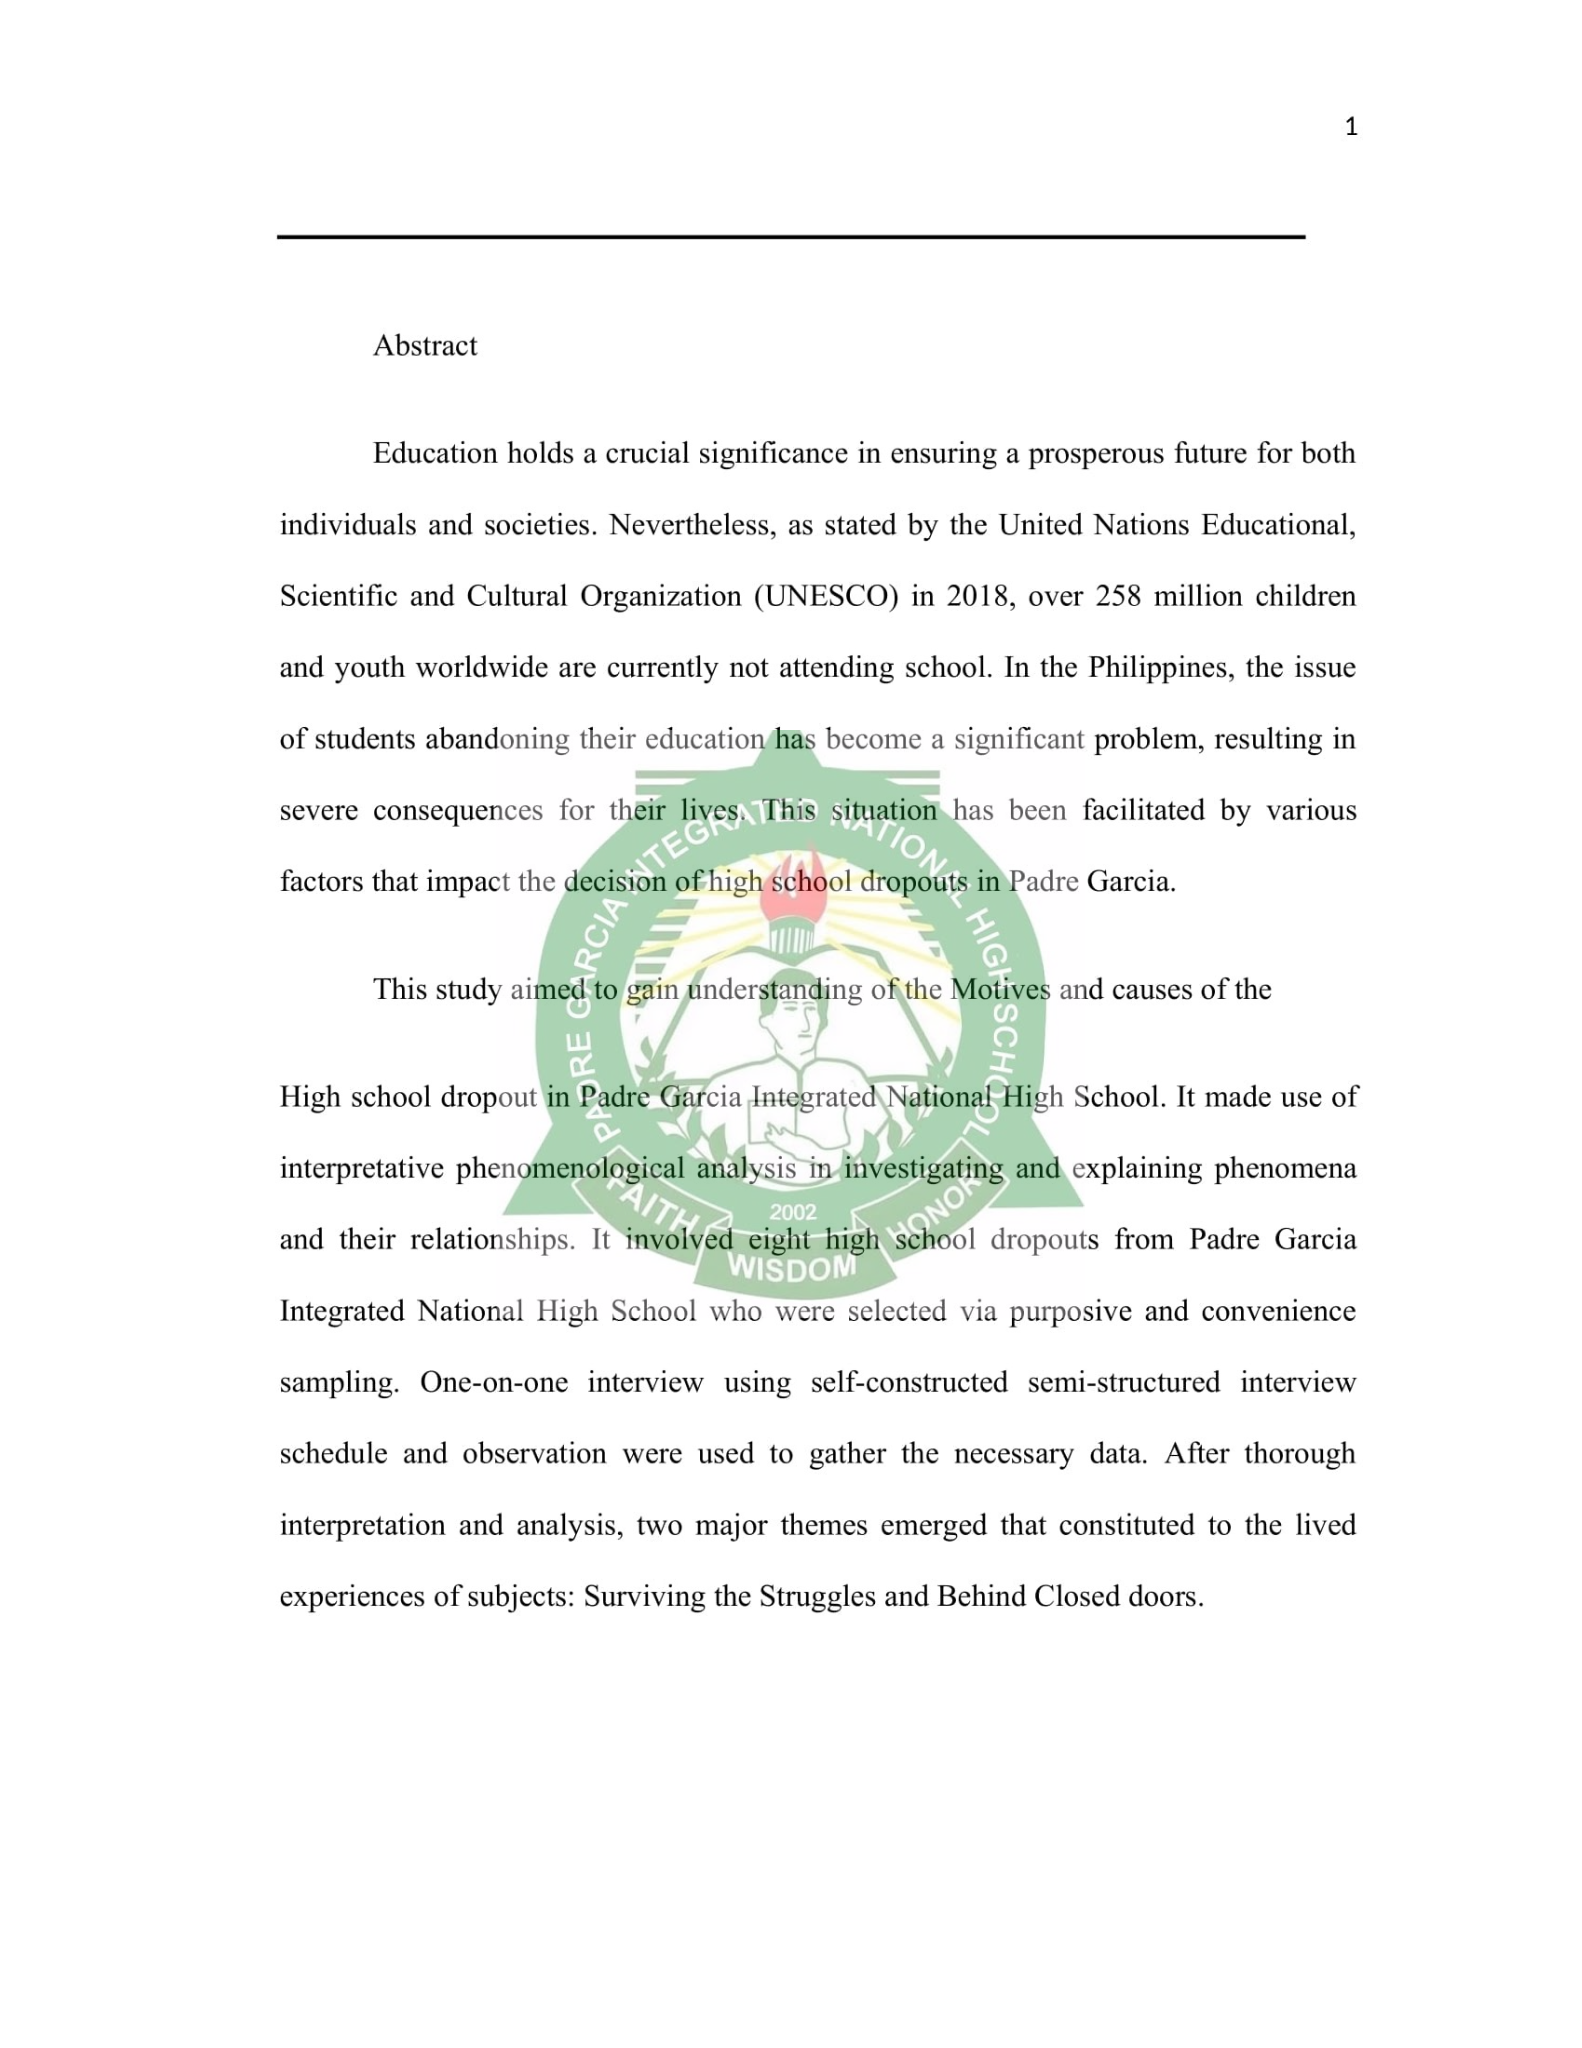 1
Abstract
Education holds a crucial significance in ensuring a prosperous future for both
individuals and societies. Nevertheless, as stated by the United Nations Educational,
Scientific and Cultural Organization (UNESCO) in 2018, over 258 million children
and youth worldwide are currently not attending school. In the Philippines, the issue
of students abandoning their education has become a significant problem, resulting in
severe consequences for their lives. This situation has been facilitated by various
factors that impact the decision of high school dropouts in Padre Garcia.
This study aimed to gain understanding of the Motives and causes of the
High school dropout in Padre Garcia Integrated National High School. It made use of
interpretative phenomenological analysis in investigating and explaining phenomena
and their relationships. It involved eight high school dropouts from Padre Garcia
Integrated National High School who were selected via purposive and convenience
sampling. One-on-one interview using self-constructed semi-structured interview
schedule and observation were used to gather the necessary data. After thorough
interpretation and analysis, two major themes emerged that constituted to the lived
experiences of subjects: Surviving the Struggles and Behind Closed doors.
PADRE GARCIA INTEGRATED NATIONAL HIGH SCHOOL
2002
FAITH
WISDOM
HONOR